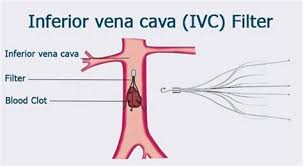 Inferior vena cava (IVC) Filter
Inferior vena cava
Filter
Blood Clot